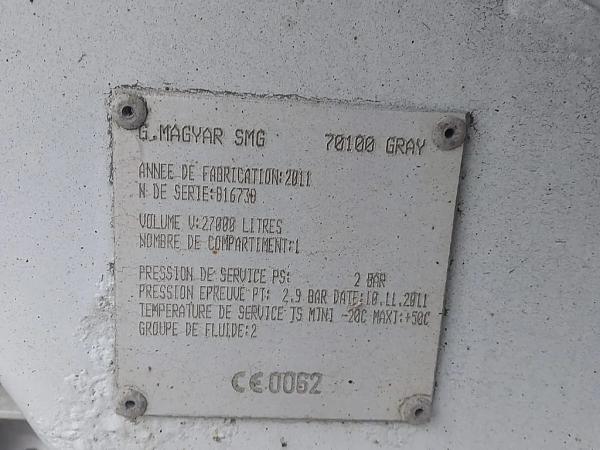 G.MAGYAR SMG 70100 GRAY
ANNEE DE FABRICATION:2011
N DE SERIE:816730
VOLUME V:27000 LITRES
NOMBRE DE COMPARTIMENT:1
PRESSION DE SERVICE PS: 2 BAR
PRESSION EPREUVE PT: 2.9 BAR DATE:10.11.2011
TEMPERATURE DE SERVICE TS MINI -20C MAXI:+50C
GROUPE DE FLUIDE:2
CE0062